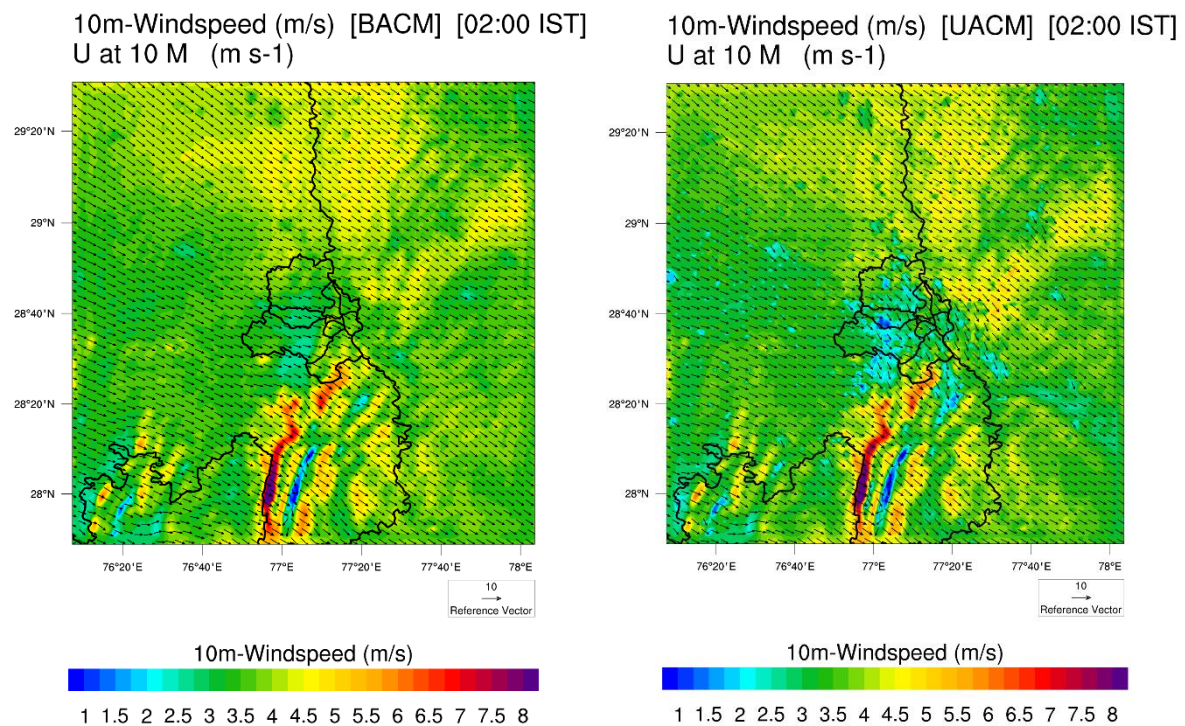 10m-Windspeed (m/s) [BACM] [02:00 IST]
U at 10 M (m s-1)
29°20'N
29°N
28°40'N
28°20'N
28°N
76°20'E 76°40'E 77°E 77°20'E 77°40'E 78°E
10
Reference Vector
10m-Windspeed (m/s)
1 1.5 2 2.5 3 3.5 4 4.5 5 5.5 6 6.5 7 7.5 8
10m-Windspeed (m/s) [UACM] [02:00 IST]
U at 10 M (m s-1)
29°20'N
29°N
28°40'N
28°20'N
28°N
76°20'E 76°40'E 77°E 77°20'E 77°40'E 78°E
10
Reference Vector
10m-Windspeed (m/s)
1 1.5 2 2.5 3 3.5 4 4.5 5 5.5 6 6.5 7 7.5 8